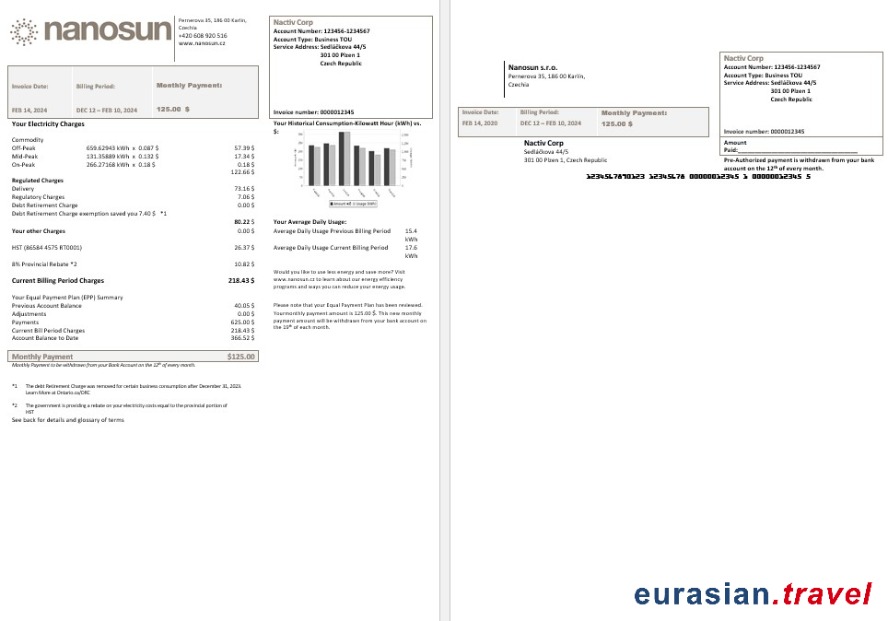 nanosun
Pernerova 35, 186 00 Karlin,
Czechia
+420 608 920 516
www.nanosun.cz
Nactiv Corp
Account Number: 123456-1234567
Account Type: Business TOU
Service Address: Sedláčkova 44/5
301 00 Plzen 1
Czech Republic
Invoice number: 0000012345
Invoice Date:
Billing Period:
Monthly Payment:
FEB 14, 2024
DEC 12 – FEB 10, 2024
125.00 $
Your Electricity Charges
Commodity
Off-Peak 659.62943 kWh x 0.087 $ 57.39 $
Mid-Peak 131.35889 kWh x 0.132 $ 17.34 $
On-Peak 266.27168 kWh x 0.18 $ 0.18 $
122.66 $
Regulated Charges
Delivery 73.16 $
Regulatory Charges 7.06 $
Debt Retirement Charge 0.00 $
Debt Retirement Charge exemption saved you 7.40 $ *1
80.22 $
Your other Charges 0.00 $
HST (86584 4575 RT0001) 26.37 $
8% Provincial Rebate *2 10.82 $
Current Billing Period Charges 218.43 $
Your Equal Payment Plan (EPP) Summary
Previous Account Balance 40.05 $
Adjustments 0.00 $
Payments 625.00 $
Current Bill Period Charges 218.43 $
Account Balance to Date 366.52 $
Monthly Payment $125.00
Monthly Payment to be withdrawn from your Bank Account on the 12th of every month.
*1 The debt Retirement Charge was removed for certain business consumption after December 31, 2023.
Learn More at Ontario.ca/DRC
*2 The government is providing a rebate on your electricity costs equal to the provincial portion of
HST
See back for details and glossary of terms
Your Historical Consumption-Kilowatt Hour (kWh) vs.
$:
Your Average Daily Usage:
Average Daily Usage Previous Billing Period 15.4
kWh
Average Daily Usage Current Billing Period 17.6
kWh
Would you like to use less energy and save more? Visit
www.nanosun.cz to learn about our energy efficiency
programs and ways you can reduce your energy usage.
Please note that your Equal Payment Plan has been reviewed.
Yourmonthly payment amount is 125.00 $. This new monthly
payment amount will be withdrawn from your bank account on
of each month.
Nanosun s.r.o.
Pernerova 35, 186 00 Karlin,
Czechia
Nactiv Corp
Account Number: 123456-1234567
Account Type: Business TOU
Service Address: Sedláčkova 44/5
301 00 Plzen 1
Czech Republic
Invoice number: 0000012345
Invoice Date:
Billing Period:
Monthly Payment:
FEB 14, 2020
DEC 12 – FEB 10, 2024
125.00 $
Amount
Paid:
Nactiv Corp
Sedláčkova 44/5
301 00 Plzen 1, Czech Republic
Pre-Authorized payment is withdrawn from your bank
account on the 12th of every month.
1234567890123 12345678 00000012345 1 00000012345 5
eurasian.travel